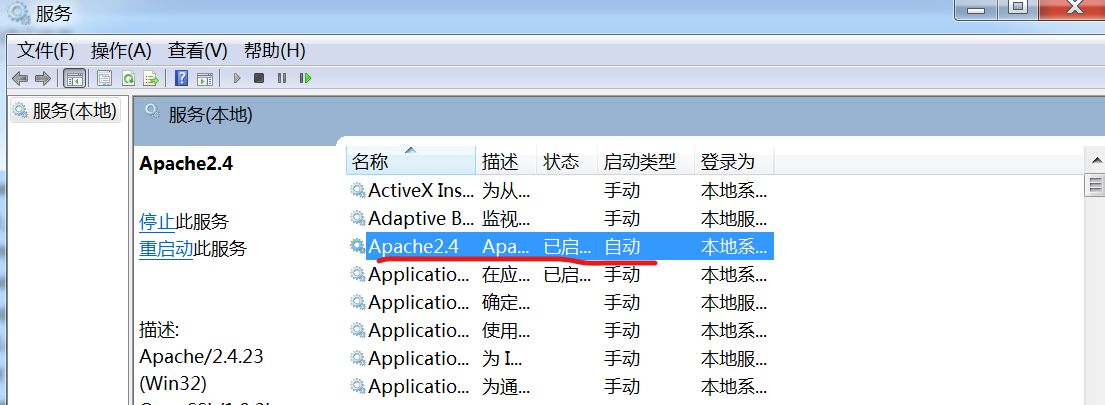 服务
文件(F) 操作(A) 查看(V) 帮助(H)
服务(本地)
服务(本地)
Apache2.4
停止此服务
重启动此服务
描述:
Apache/2.4.23
(Win32)
名称 描述 状态 启动类型 登录为
ActiveX Ins... 为从... 手动 本地系...
Adaptive B... 监视... 手动 本地服...
Apache2.4 Apa... 已启... 自动 本地系...
Applicatio... 在应... 已启... 手动 本地系...
Applicatio... 确定... 手动 本地服...
Applicatio... 使用... 手动 本地系...
Applicatio... 为 I... 手动 本地服...
Applicatio... 为通... 手动 本地系...